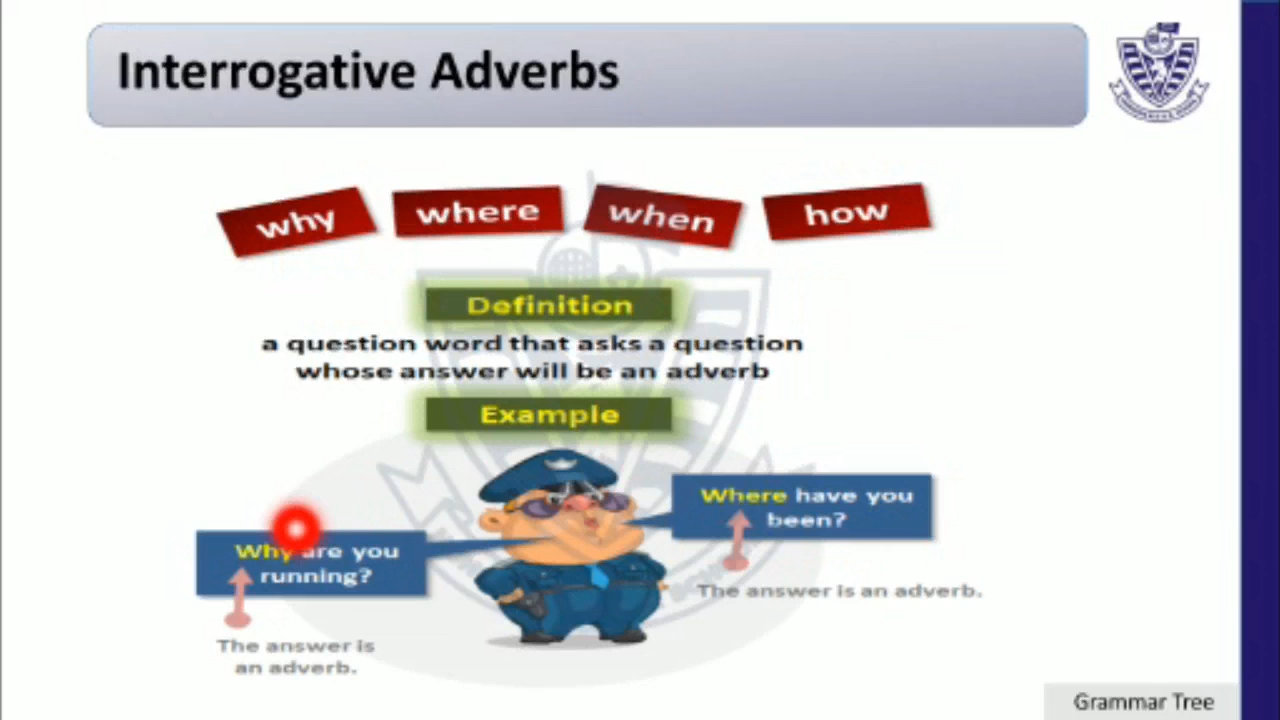 Interrogative Adverbs
why where when how
Definition
a question word that asks a question
whose answer will be an adverb
Example
Where have you
been?
Why are you
running?
The answer is an adverb.
The answer is
an adverb.
Grammar Tree